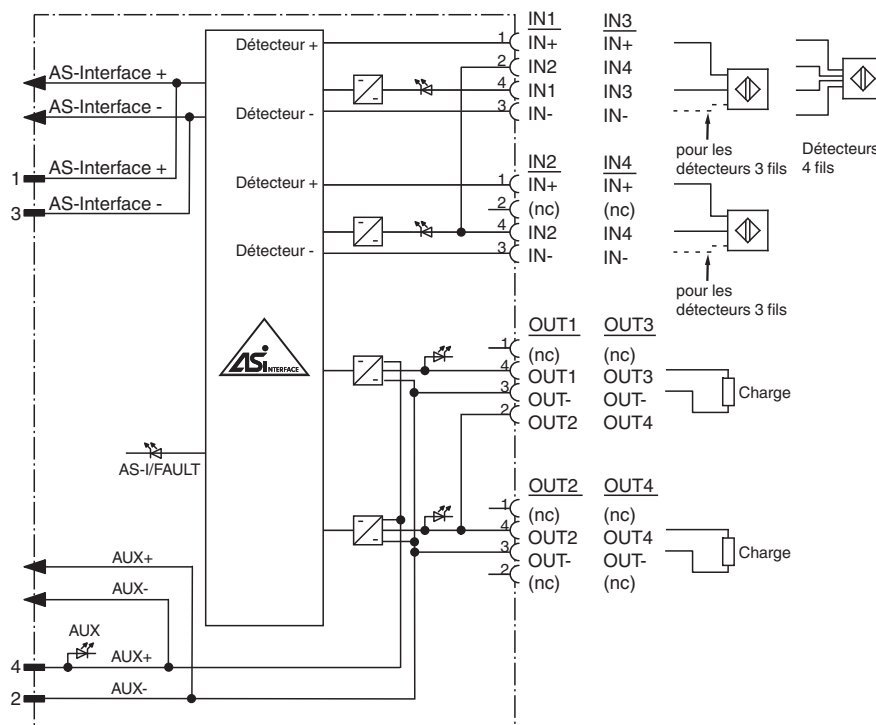 IN1 IN3
1 IN+ IN+
2 IN2 IN4
4 IN1 IN3
3 IN- IN-
Détecteur +
Détecteur -
AS-Interface +
AS-Interface -
1 AS-Interface +
3 AS-Interface -
pour les
détecteurs 3 fils
Détecteurs
4 fils
IN2 IN4
1 IN+ IN+
2 (nc) (nc)
4 IN2 IN4
3 IN- IN-
Détecteur +
Détecteur -
pour les
détecteurs 3 fils
ASi
INTERFACE
OUT1 OUT3
1 (nc) (nc)
4 OUT1 OUT3
3 OUT- OUT-
2 OUT2 OUT4
Charge
AS-I/FAULT
OUT2 OUT4
1 (nc) (nc)
4 OUT2 OUT4
3 OUT- OUT-
2 (nc) (nc)
Charge
AUX+
AUX-
AUX
4 AUX+
2 AUX-